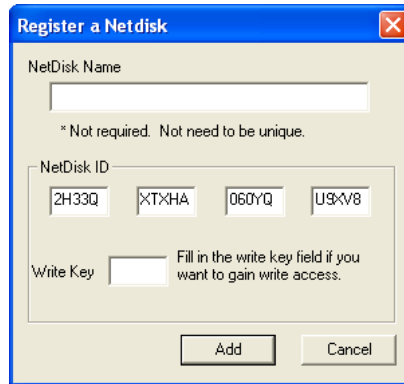 Register a Netdisk
NetDisk Name
* Not required. Not need to be unique.
NetDisk ID
2H33Q XTXHA 060YQ U9XV8
Write Key
Fill in the write key field if you
want to gain write access.
Add Cancel